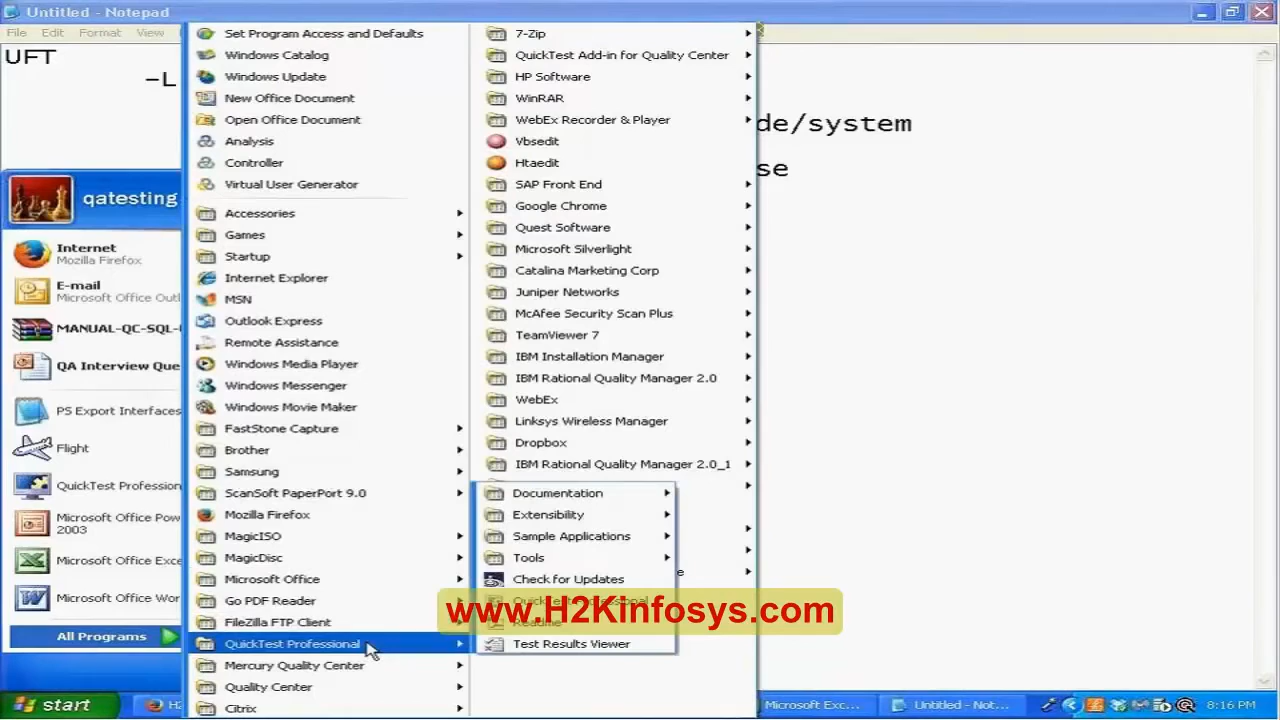 Untitled - Notepad
File Edit Format View
UFT
-L
de/system
se
qatesting
Internet
Mozilla Firefox
E-mail
Microsoft Office Outl
MANUAL-QC-SQL-
QA Interview Que
PS Export Interfaces
Flight
QuickTest Profession
Microsoft Office Pow
2003
Microsoft Office Exce
Microsoft Office Wor
All Programs
Set Program Access and Defaults
Windows Catalog
Windows Update
New Office Document
Open Office Document
Analysis
Controller
Virtual User Generator
Accessories
Games
Startup
Internet Explorer
MSN
Outlook Express
Remote Assistance
Windows Media Player
Windows Messenger
Windows Movie Maker
FastStone Capture
Brother
Samsung
ScanSoft PaperPort 9.0
Mozilla Firefox
MagicISO
MagicDisc
Microsoft Office
Go PDF Reader
FileZilla FTP Client
QuickTest Professional
Mercury Quality Center
Quality Center
Citrix
7-Zip
QuickTest Add-in for Quality Center
HP Software
WinRAR
WebEx Recorder & Player
Vbsedit
Htaedit
SAP Front End
Google Chrome
Quest Software
Microsoft Silverlight
Catalina Marketing Corp
Juniper Networks
McAfee Security Scan Plus
TeamViewer 7
IBM Installation Manager
IBM Rational Quality Manager 2.0
WebEx
Linksys Wireless Manager
Dropbox
IBM Rational Quality Manager 2.0_1
Documentation
Extensibility
Sample Applications
Tools
Check for Updates
QuickTest Professional
Readme
Test Results Viewer
e
www.H2Kinfosys.com
start
H2
Microsoft Exc...
Untitled - Not...
8:16 PM